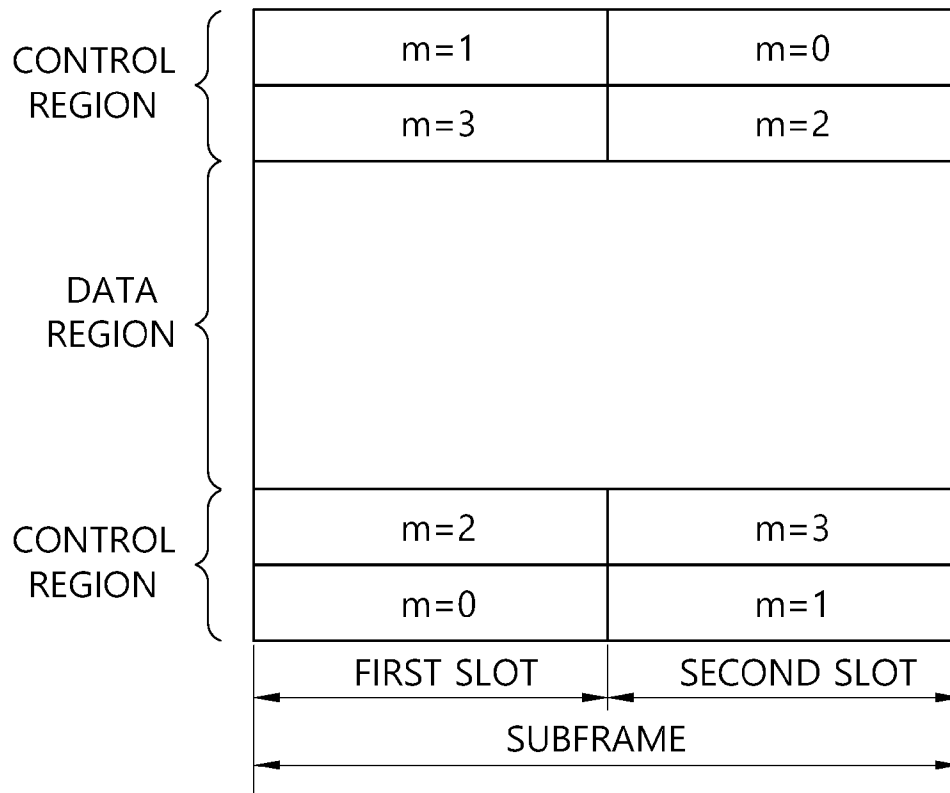 CONTROL
REGION
m=1
m=0
m=3
m=2
DATA
REGION
CONTROL
REGION
m=2
m=3
m=0
m=1
FIRST SLOT
SECOND SLOT
SUBFRAME